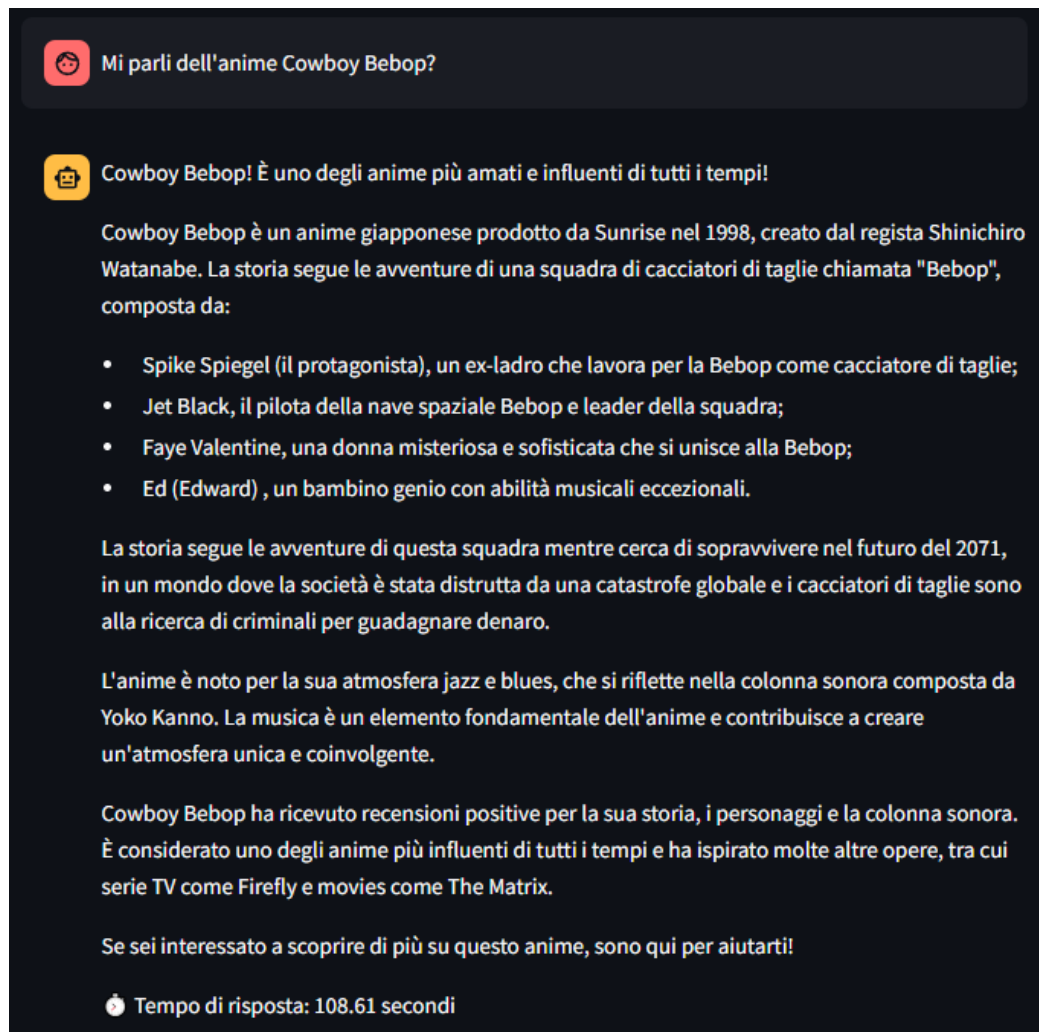 Mi parli dell'anime Cowboy Bebop?
Cowboy Bebop! È uno degli anime più amati e influenti di tutti i tempi!
Cowboy Bebop è un anime giapponese prodotto da Sunrise nel 1998, creato dal regista Shinichiro
Watanabe. La storia segue le avventure di una squadra di cacciatori di taglie chiamata "Bebop",
composta da:
• Spike Spiegel (il protagonista), un ex-ladro che lavora per la Bebop come cacciatore di taglie;
• Jet Black, il pilota della nave spaziale Bebop e leader della squadra;
• Faye Valentine, una donna misteriosa e sofisticata che si unisce alla Bebop;
• Ed (Edward) , un bambino genio con abilità musicali eccezionali.
La storia segue le avventure di questa squadra mentre cerca di sopravvivere nel futuro del 2071,
in un mondo dove la società è stata distrutta da una catastrofe globale e i cacciatori di taglie sono
alla ricerca di criminali per guadagnare denaro.
L'anime è noto per la sua atmosfera jazz e blues, che si riflette nella colonna sonora composta da
Yoko Kanno. La musica è un elemento fondamentale dell'anime e contribuisce a creare
un'atmosfera unica e coinvolgente.
Cowboy Bebop ha ricevuto recensioni positive per la sua storia, i personaggi e la colonna sonora.
È considerato uno degli anime più influenti di tutti i tempi e ha ispirato molte altre opere, tra cui
serie TV come Firefly e movies come The Matrix.
Se sei interessato a scoprire di più su questo anime, sono qui per aiutarti!
⏱ Tempo di risposta: 108.61 secondi